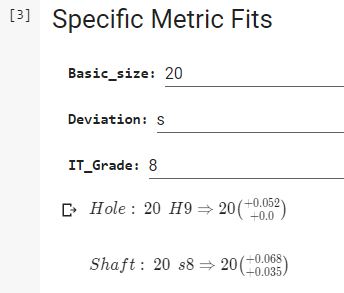 [3] Specific Metric Fits
Basic_size: 20
Deviation: s
IT_Grade: 8
Hole : 20 H9 ⇒ 20(+0.052 +0.0)
Shaft : 20 s8 ⇒ 20(+0.068 +0.035)